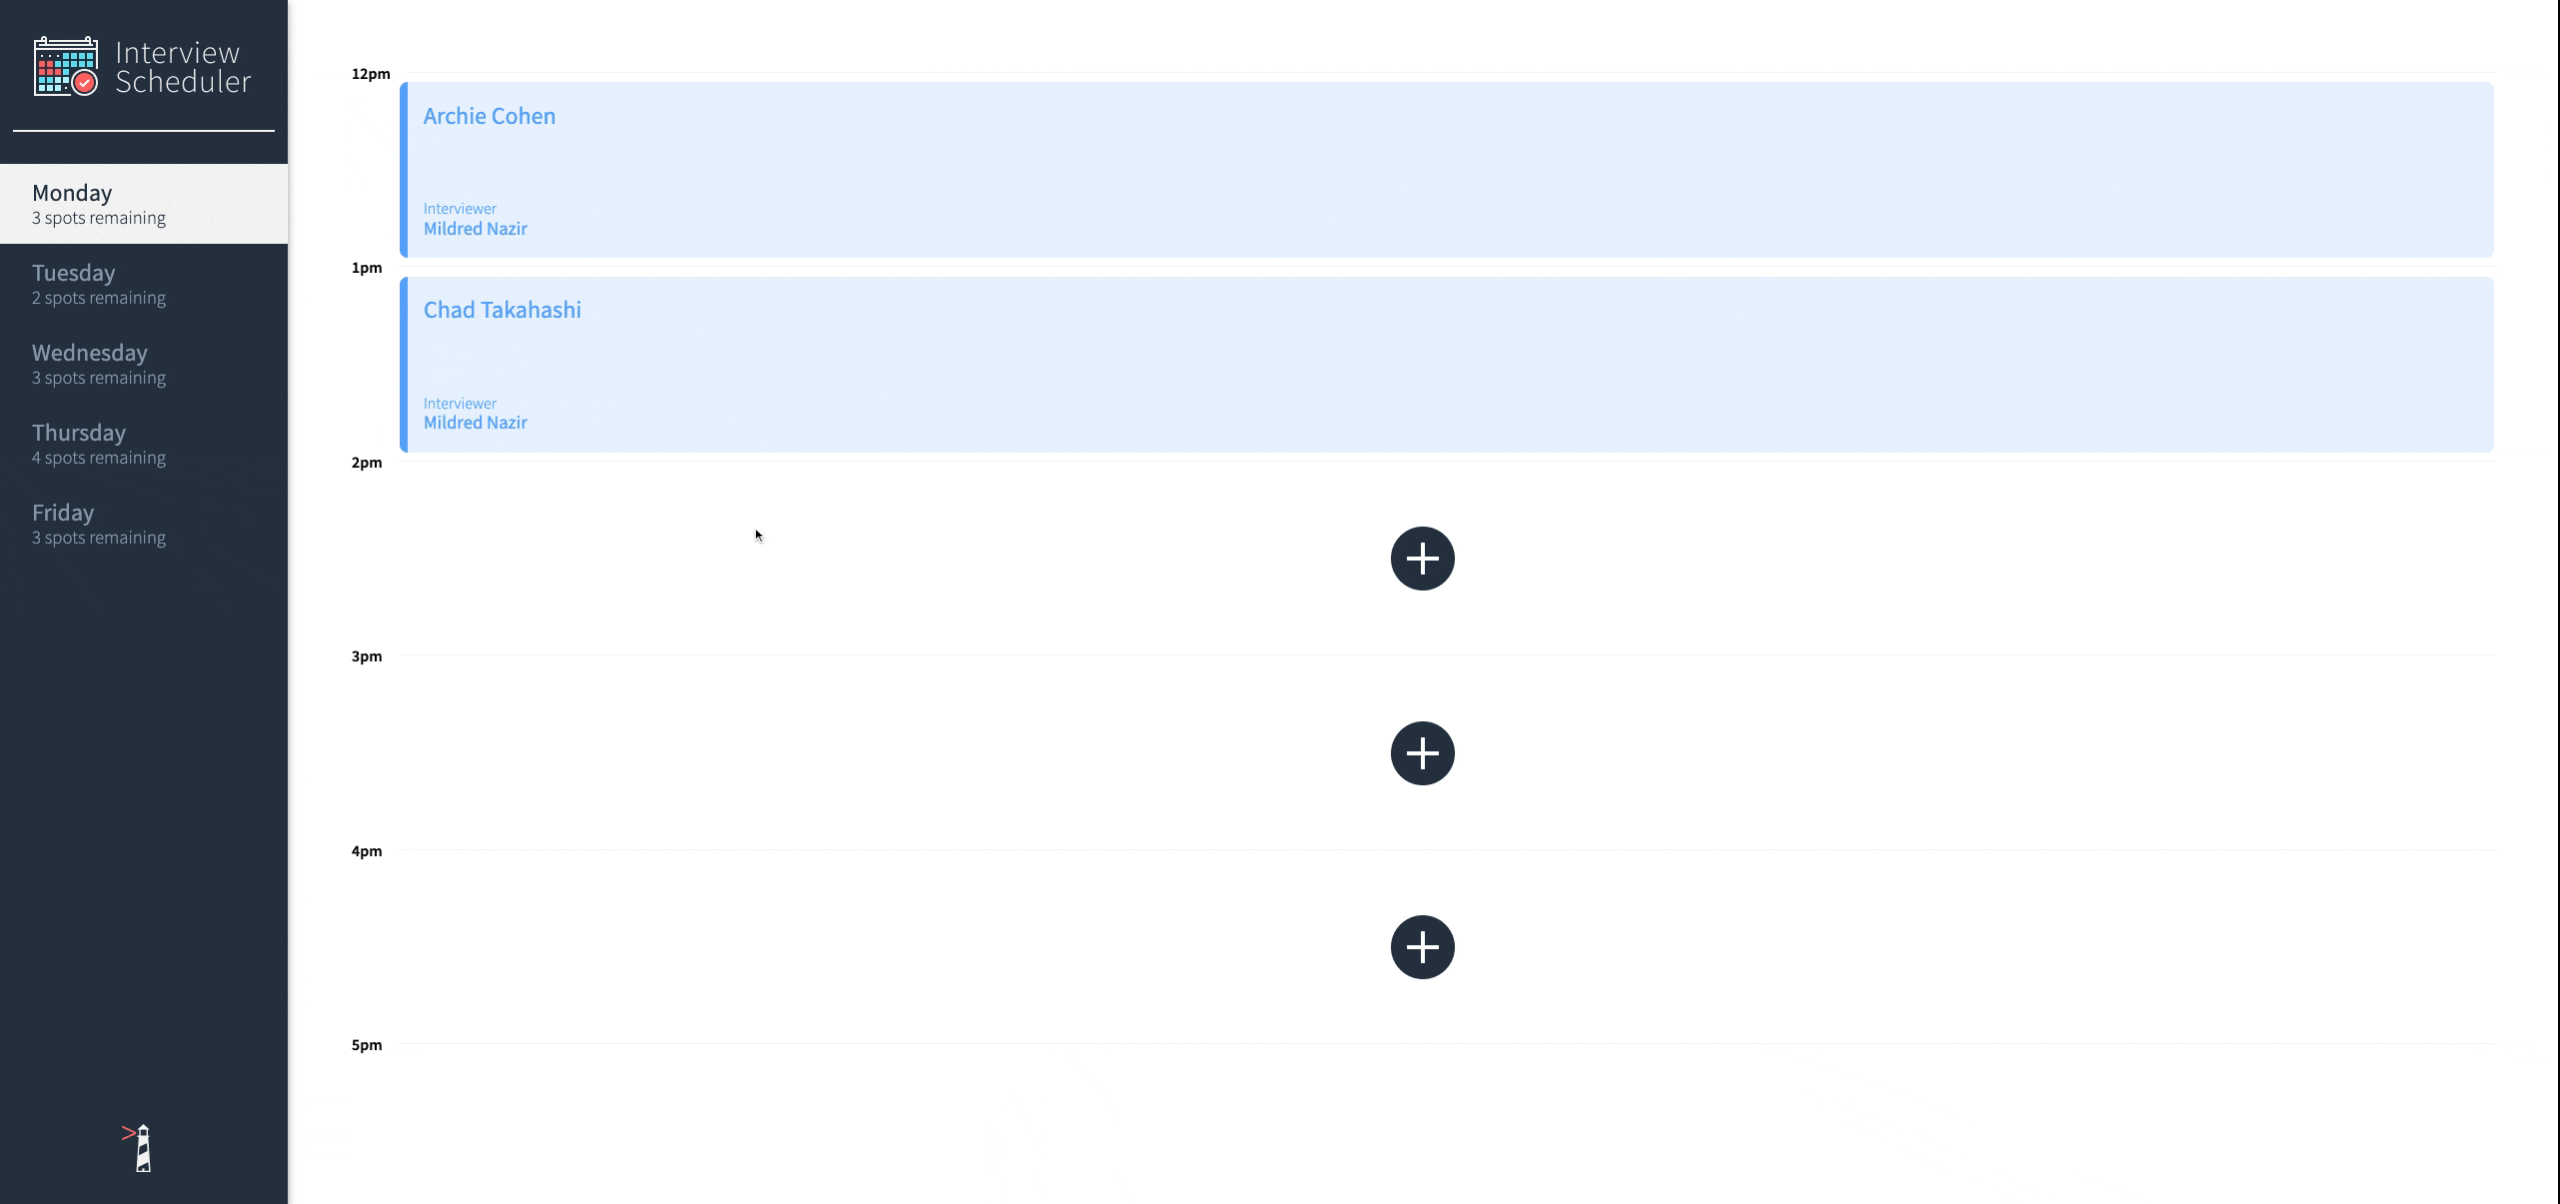 Interview
Scheduler
Monday
3 spots remaining
Tuesday
2 spots remaining
Wednesday
3 spots remaining
Thursday
4 spots remaining
Friday
3 spots remaining
12pm
Archie Cohen
Interviewer
Mildred Nazir
1pm
Chad Takahashi
Interviewer
Mildred Nazir
2pm
3pm
4pm
5pm